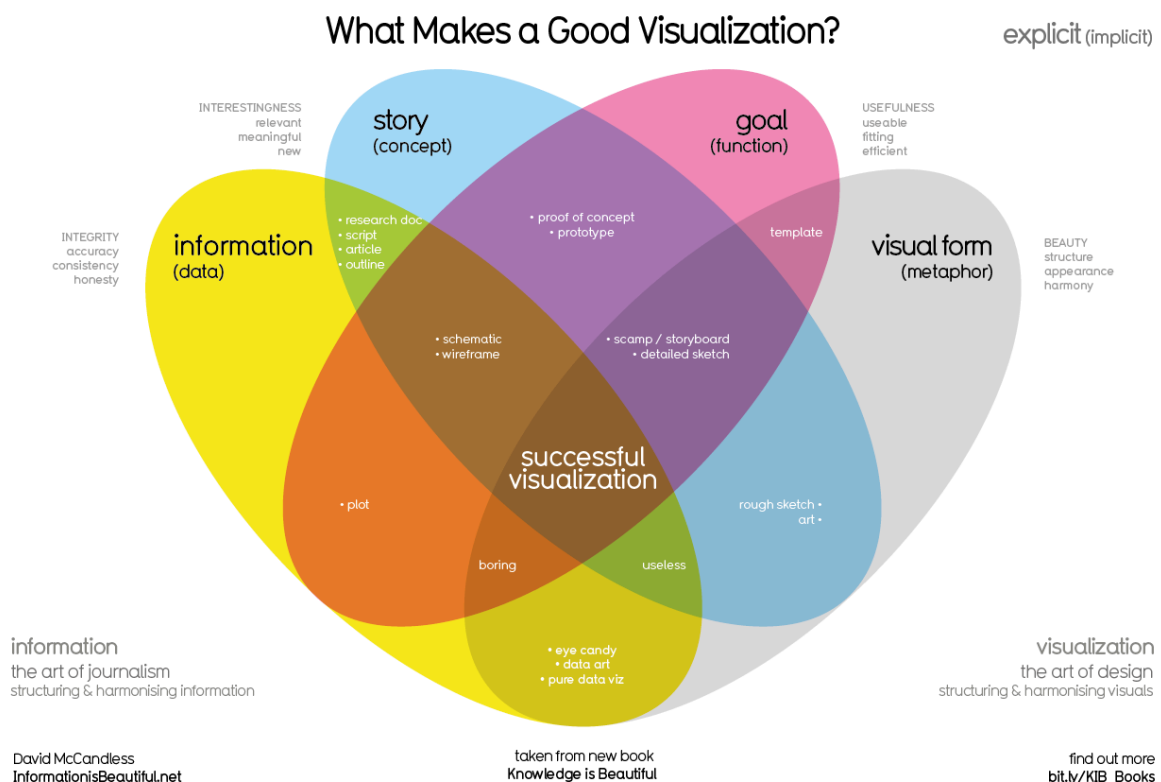 What Makes a Good Visualization?
explicit (implicit)
INTERESTINGNESS
relevant
meaningful
new
story
(concept)
goal
(function)
USEFULNESS
useable
fitting
efficient
INTEGRITY
accuracy
consistency
honesty
information
(data)
• research doc
• script
• article
• outline
• proof of concept
• prototype
template
visual form
(metaphor)
BEAUTY
structure
appearance
harmony
• schematic
• wireframe
• scamp / storyboard
• detailed sketch
successful
visualization
• plot
rough sketch •
art •
boring
useless
• eye candy
• data art
• pure data viz
information
the art of journalism
structuring & harmonising information
visualization
the art of design
structuring & harmonising visuals
David McCandless
InformationisBeautiful.net
taken from new book
Knowledge is Beautiful
find out more
bit.ly/KIB_Books